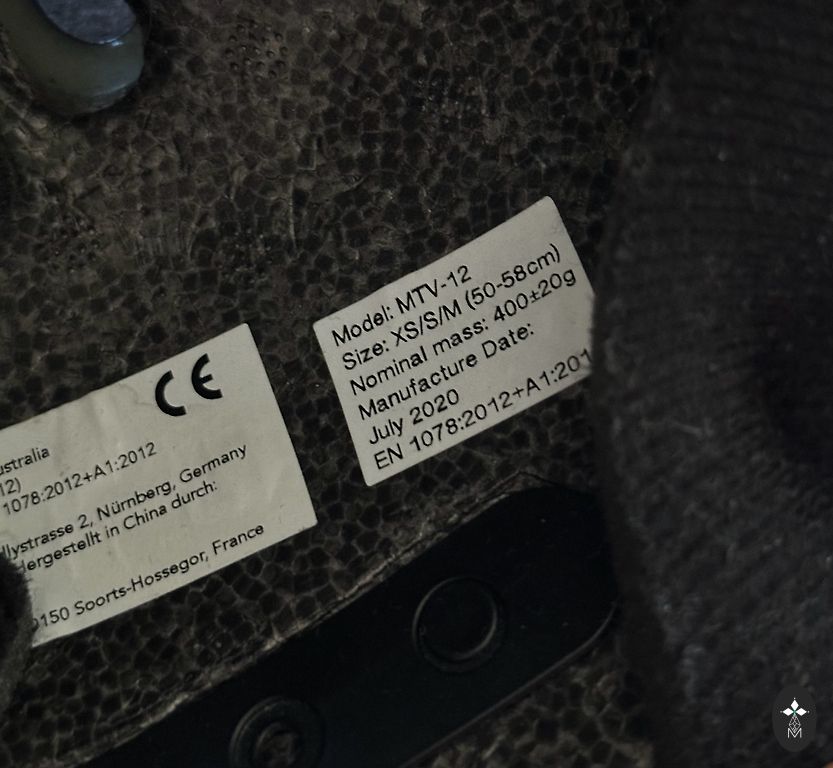 CE
ustralia
12)
1078:2012+A1:2012
llystrasse 2, Nürnberg, Germany
ergestellt in China durch:
150 Soorts-Hossegor, France
Model: MTV-12
Size: XS/S/M (50-58cm)
Nominal mass: 400±20g
Manufacture Date:
July 2020
EN 1078:2012+A1:201
M